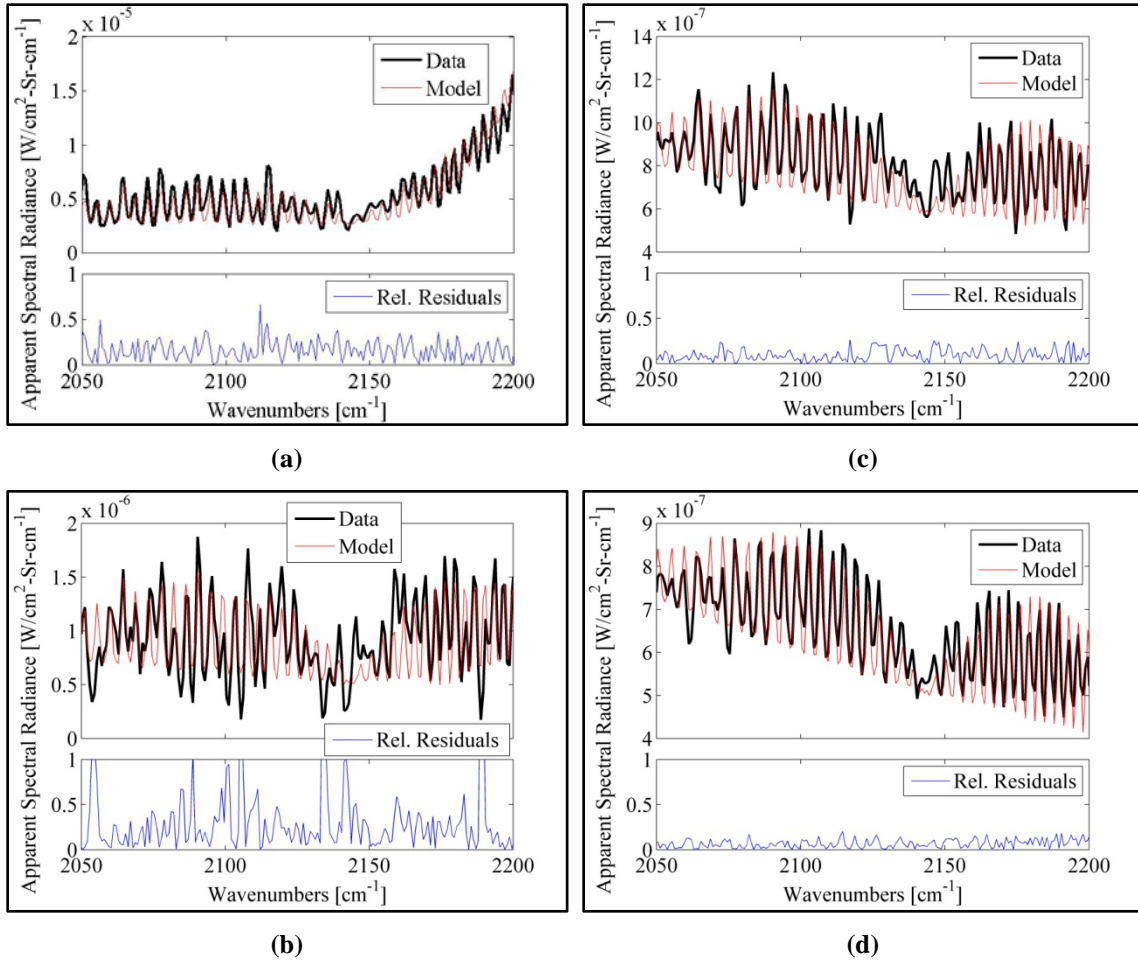 x 10⁻⁵
2
1.5
1
0.5
0
Data
Model
Apparent Spectral Radiance [W/cm²-Sr-cm⁻¹]
1
0.5
0
Rel. Residuals
2050 2100 2150 2200
Wavenumbers [cm⁻¹]
(a)
x 10⁻⁷
14
12
10
8
6
4
Data
Model
Apparent Spectral Radiance [W/cm²-Sr-cm⁻¹]
1
0.5
0
Rel. Residuals
2050 2100 2150 2200
Wavenumbers [cm⁻¹]
(c)
x 10⁻⁶
2
1.5
1
0.5
0
Data
Model
Apparent Spectral Radiance [W/cm²-Sr-cm⁻¹]
1
0.5
0
Rel. Residuals
2050 2100 2150 2200
Wavenumbers [cm⁻¹]
(b)
x 10⁻⁷
9
8
7
6
5
4
Data
Model
Apparent Spectral Radiance [W/cm²-Sr-cm⁻¹]
1
0.5
0
Rel. Residuals
2050 2100 2150 2200
Wavenumbers [cm⁻¹]
(d)